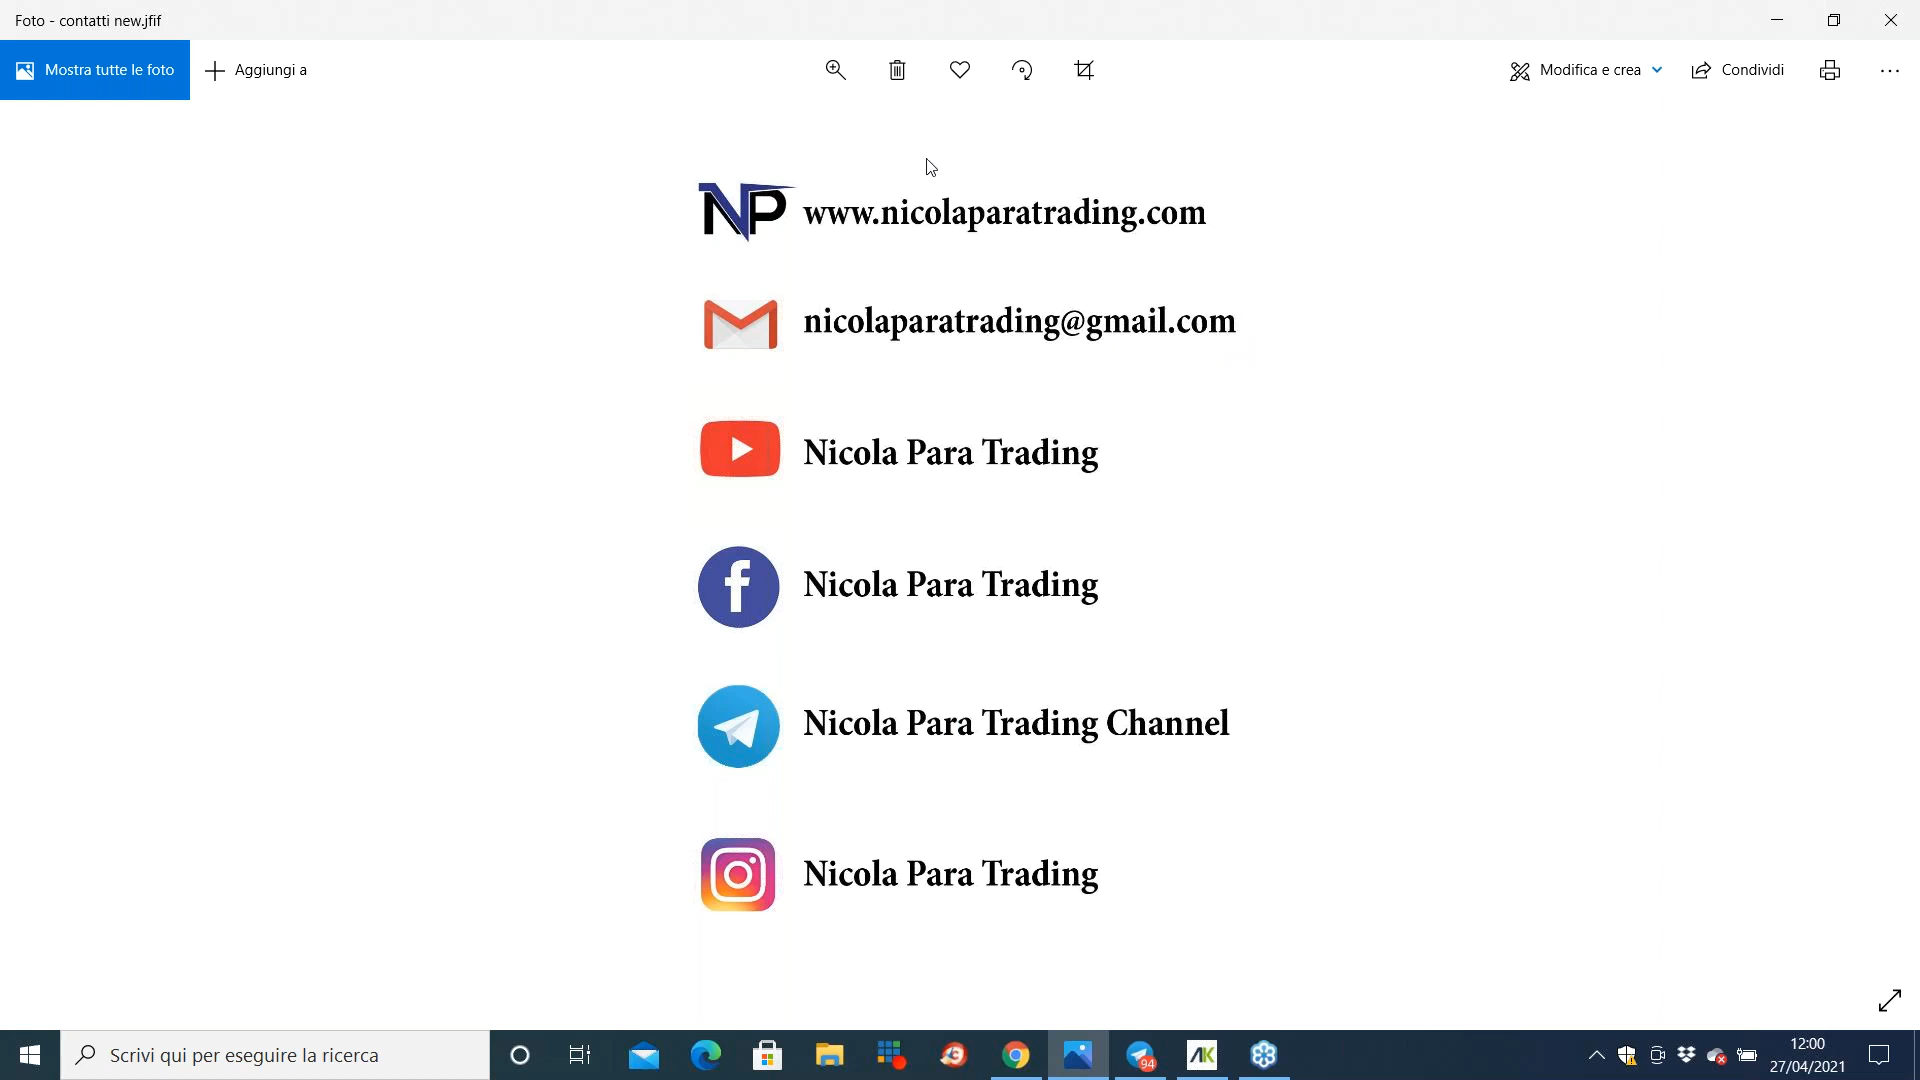 Foto - contatti new.jfif
Mostra tutte le foto
Aggiungi a
Modifica e crea
Condividi
NP www.nicolaparatrading.com
nicolaparatrading@gmail.com
Nicola Para Trading
f Nicola Para Trading
Nicola Para Trading Channel
Nicola Para Trading
Scrivi qui per eseguire la ricerca
94
AK
12:00
27/04/2021